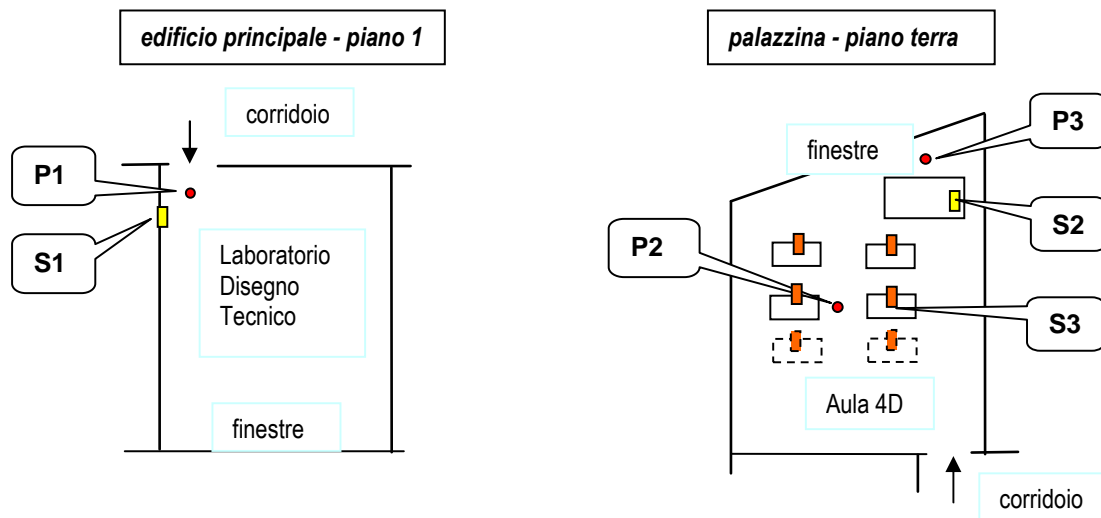 edificio principale - piano 1
corridoio
P1
S1
Laboratorio
Disegno
Tecnico
finestre
palazzina - piano terra
finestre
P3
S2
P2
S3
Aula 4D
corridoio